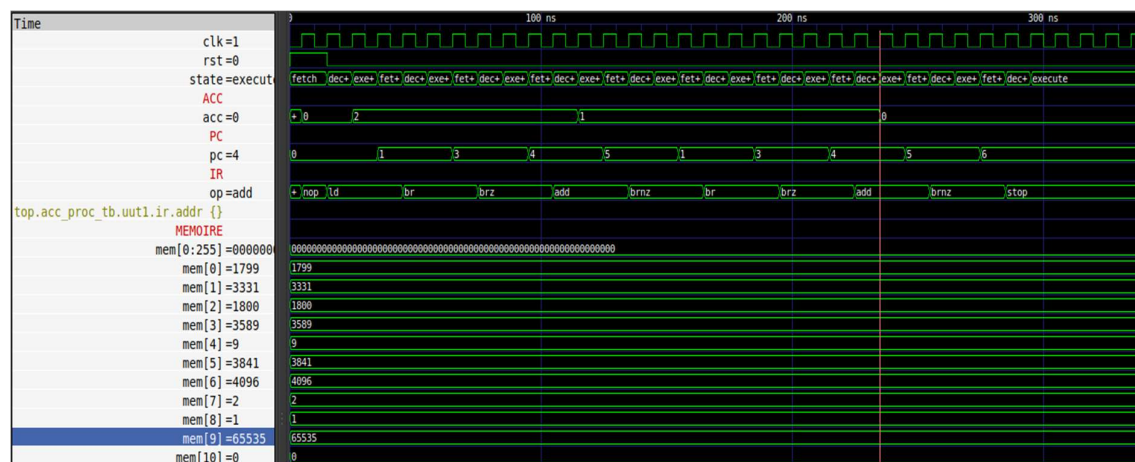 Time 0 100 ns 200 ns 300 ns
clk=1
rst=0
state=execut fetch dec+ exe+ fet+ dec+ exe+ fet+ dec+ exe+ fet+ dec+ exe+ fet+ dec+ exe+ fet+ dec+ exe+ fet+ dec+ exe+ fet+ dec+ exe+ fet+ dec+ exe+ fet+ dec+ execute
ACC
acc=0 + 0 2 1 0
PC
pc=4 0 1 3 4 5 1 3 4 5 6
IR
op=add + nop ld br brz add brnz br brz add brnz stop
top.acc_proc_tb.uut1.ir.addr {}
MEMOIRE
mem[0:255]=0000000
mem[0]=1799 1799
mem[1]=3331 3331
mem[2]=1800 1800
mem[3]=3589 3589
mem[4]=9 9
mem[5]=3841 3841
mem[6]=4096 4096
mem[7]=2 2
mem[8]=1 1
mem[9]=65535 65535
mem[10]=0 0